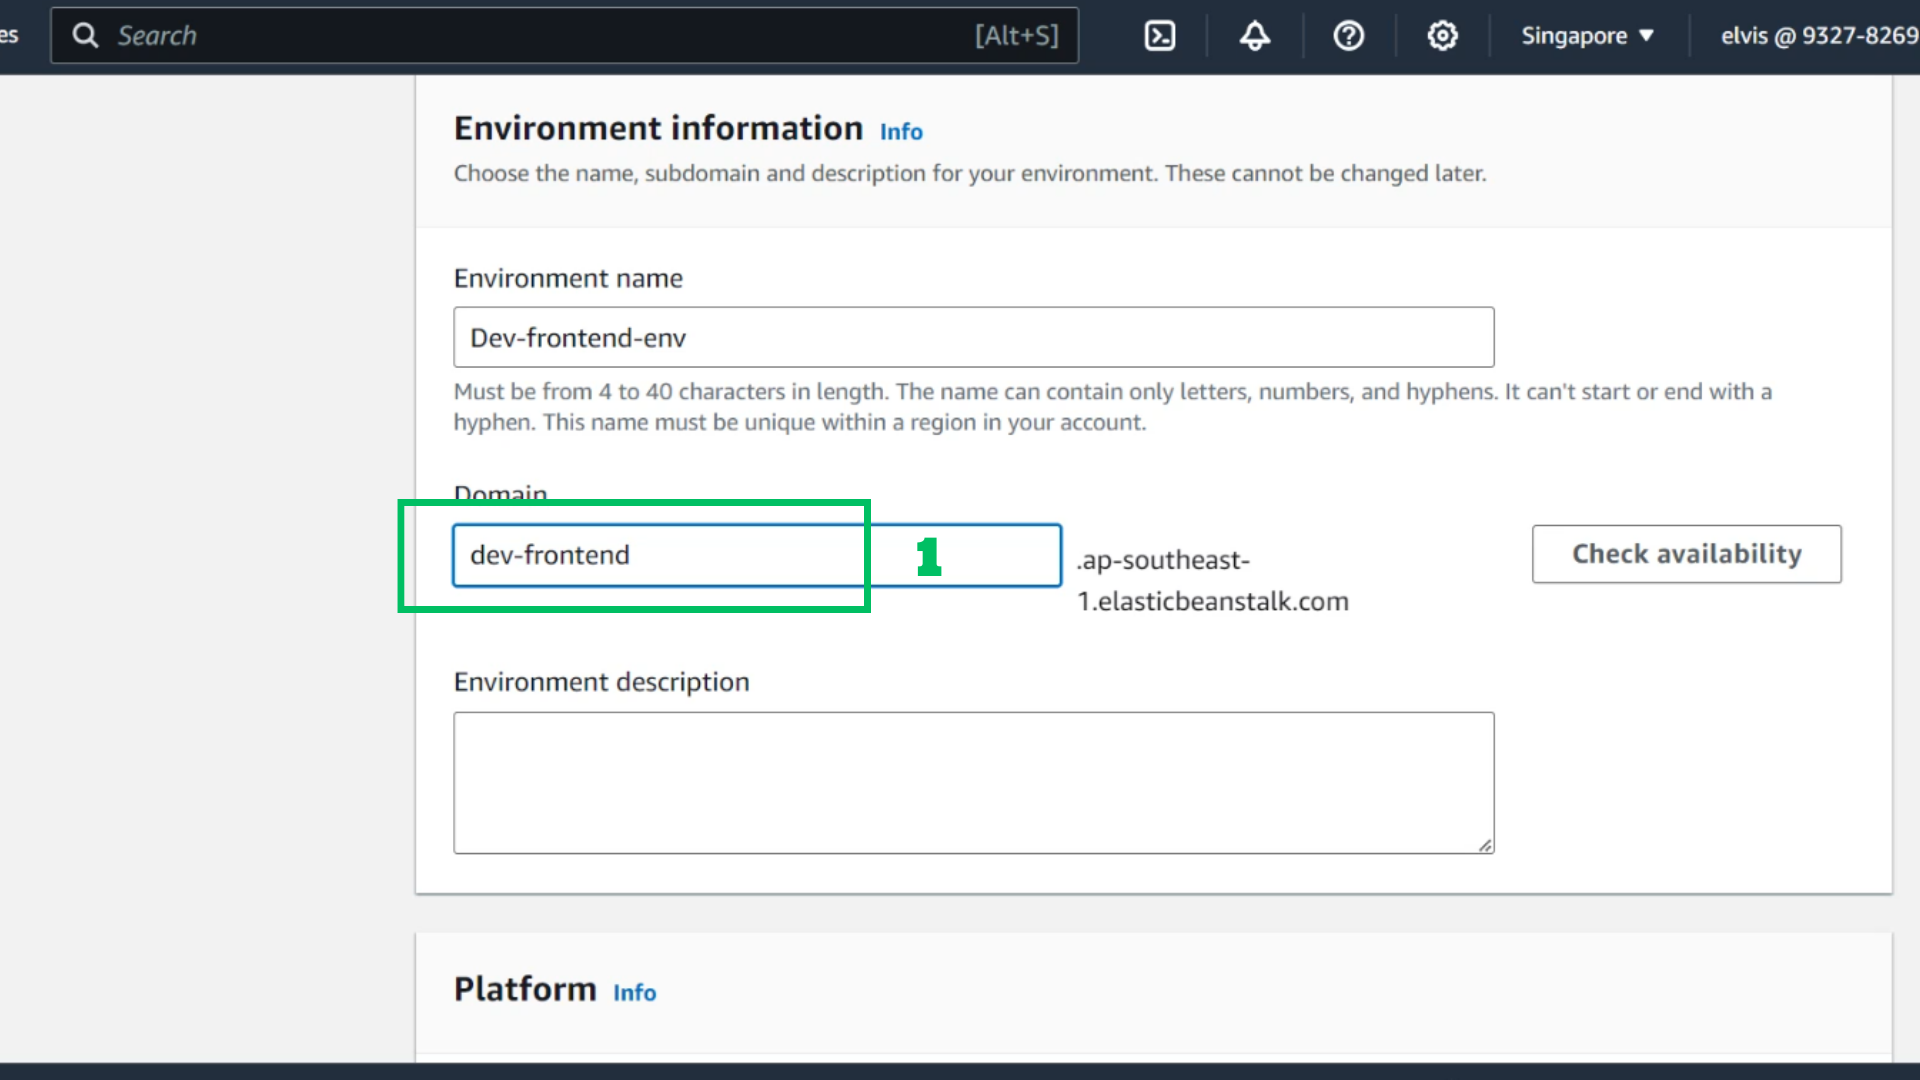 es
Search [Alt+S] Singapore elvis @ 9327-8269
Environment information Info
Choose the name, subdomain and description for your environment. These cannot be changed later.
Environment name
Dev-frontend-env
Must be from 4 to 40 characters in length. The name can contain only letters, numbers, and hyphens. It can't start or end with a
hyphen. This name must be unique within a region in your account.
Domain
dev-frontend 1 .ap-southeast-
1.elasticbeanstalk.com
Check availability
Environment description
Platform Info